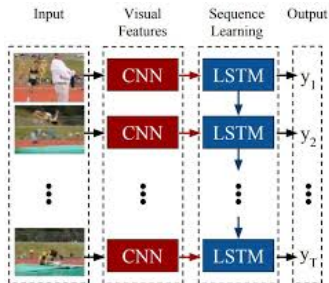 Input
Visual
Features
Sequence
Learning
Output
CNN
LSTM
y1
CNN
LSTM
y2
CNN
LSTM
yT